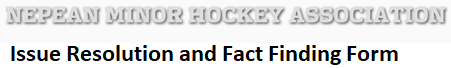 NEPEAN MINOR HOCKEY ASSOCIATION
Issue Resolution and Fact Finding Form